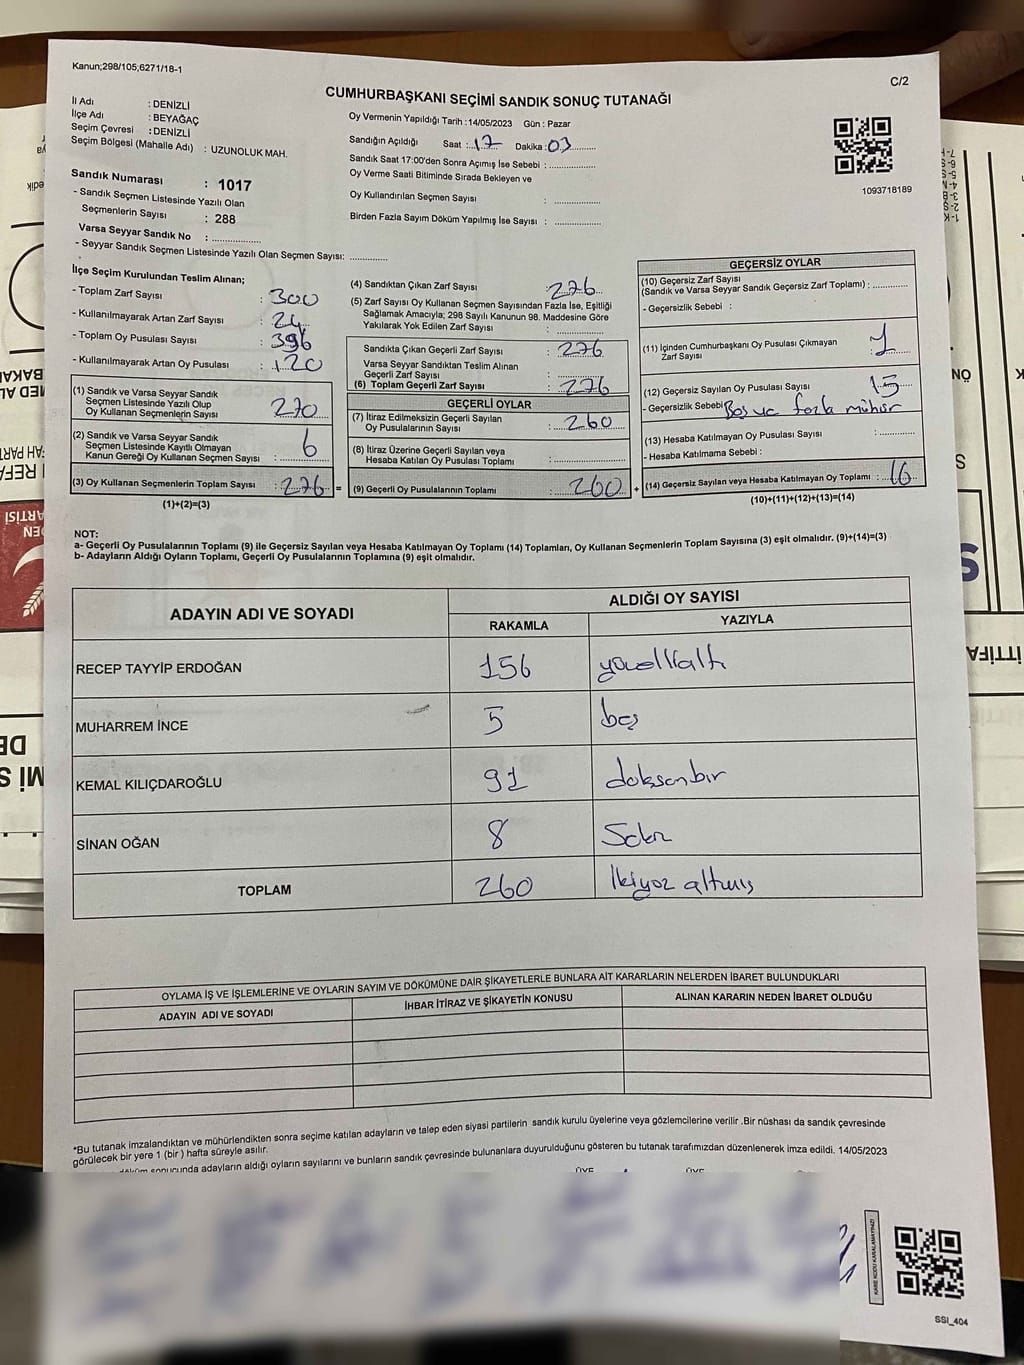 Kanun;298/105,6271/18-1
C/2
CUMHURBAŞKANI SEÇİMİ SANDIK SONUÇ TUTANAĞI
İl Adı : DENİZLİ
İlçe Adı : BEYAĞAÇ
Seçim Çevresi : DENİZLİ
Seçim Bölgesi (Mahalle Adı) : UZUNOLUK MAH.
Sandık Numarası : 1017
- Sandık Seçmen Listesinde Yazılı Olan
Seçmenlerin Sayısı : 288
Varsa Seyyar Sandık No : ................
- Seyyar Sandık Seçmen Listesinde Yazılı Olan Seçmen Sayısı: ............
Oy Vermenin Yapıldığı Tarih : 14/05/2023 Gün : Pazar
Sandığın Açıldığı Saat : 17 Dakika : 03
Sandık Saat 17:00'den Sonra Açımış İse Sebebi : ................
Oy Verme Saati Bitiminde Sırada Bekleyen ve
Oy Kullandırılan Seçmen Sayısı : ................
Birden Fazla Sayım Döküm Yapılmış İse Sayısı : ................
1093718189
İlçe Seçim Kurulundan Teslim Alınan;
- Toplam Zarf Sayısı : 300
- Kullanılmayarak Artan Zarf Sayısı : 24
- Toplam Oy Pusulası Sayısı : 396
- Kullanılmayarak Artan Oy Pusulası : 120
(1) Sandık ve Varsa Seyyar Sandık
Seçmen Listesinde Yazılı Olup
Oy Kullanan Seçmenlerin Sayısı : 270
(2) Sandık ve Varsa Seyyar Sandık
Seçmen Listesinde Kayıtlı Olmayan
Kanun Gereği Oy Kullanan Seçmen Sayısı : 6
(3) Oy Kullanan Seçmenlerin Toplam Sayısı : 276 =
(1)+(2)=(3)
(4) Sandıktan Çıkan Zarf Sayısı : 276
(5) Zarf Sayısı Oy Kullanan Seçmen Sayısından Fazla İse, Eşitliği
Sağlamak Amacıyla; 298 Sayılı Kanunun 98. Maddesine Göre
Yakılarak Yok Edilen Zarf Sayısı : ................
Sandıkta Çıkan Geçerli Zarf Sayısı : 276
Varsa Seyyar Sandıktan Teslim Alınan
Geçerli Zarf Sayısı : ................
(6) Toplam Geçerli Zarf Sayısı : 276
GEÇERLİ OYLAR
(7) İtiraz Edilmeksizin Geçerli Sayılan
Oy Pusulalarının Sayısı : 260
(8) İtiraz Üzerine Geçerli Sayılan veya
Hesaba Katılan Oy Pusulası Toplamı : ................
(9) Geçerli Oy Pusulalarının Toplamı : 260 +
GEÇERSİZ OYLAR
(10) Geçersiz Zarf Sayısı
(Sandık ve Varsa Seyyar Sandık Geçersiz Zarf Toplamı) : ............
- Geçersizlik Sebebi :
(11) İçinden Cumhurbaşkanı Oy Pusulası Çıkmayan
Zarf Sayısı : 1
(12) Geçersiz Sayılan Oy Pusulası Sayısı : 15
- Geçersizlik Sebebi Boş ve fazla mühür
(13) Hesaba Katılmayan Oy Pusulası Sayısı : ............
- Hesaba Katılmama Sebebi :
(14) Geçersiz Sayılan veya Hesaba Katılmayan Oy Toplamı : 16
(10)+(11)+(12)+(13)=(14)
NOT:
a- Geçerli Oy Pusulalarının Toplamı (9) ile Geçersiz Sayılan veya Hesaba Katılmayan Oy Toplamı (14) Toplamları, Oy Kullanan Seçmenlerin Toplam Sayısına (3) eşit olmalıdır. (9)+(14)=(3)
b- Adayların Aldığı Oyların Toplamı, Geçerli Oy Pusulalarının Toplamına (9) eşit olmalıdır.
ADAYIN ADI VE SOYADI
ALDIĞI OY SAYISI
RAKAMLA YAZIYLA
RECEP TAYYİP ERDOĞAN 156 yüzellialtı
MUHARREM İNCE 5 beş
KEMAL KILIÇDAROĞLU 91 doksanbir
SİNAN OĞAN 8 Sekiz
TOPLAM 260 İkiyüz altmış
OYLAMA İŞ VE İŞLEMLERİNE VE OYLARIN SAYIM VE DÖKÜMÜNE DAİR ŞİKAYETLERLE BUNLARA AİT KARARLARIN NELERDEN İBARET BULUNDUKLARI
ADAYIN ADI VE SOYADI İHBAR İTİRAZ VE ŞİKAYETİN KONUSU ALINAN KARARIN NEDEN İBARET OLDUĞU
*Bu tutanak imzalandıktan ve mühürlendikten sonra seçime katılan adayların ve talep eden siyasi partilerin sandık kurulu üyelerine veya gözlemcilerine verilir .Bir nüshası da sandık çevresinde
görülecek bir yere 1 (bir ) hafta süreyle asılır.
sonucunda adayların aldığı oyların sayılarını ve bunların sandık çevresinde bulunanlara duyurulduğunu gösteren bu tutanak tarafımızdan düzenlenerek imza edildi. 14/05/2023
ÜYE ÜYE
KARE KODU KARALAMAYINIZ!
SSI_404